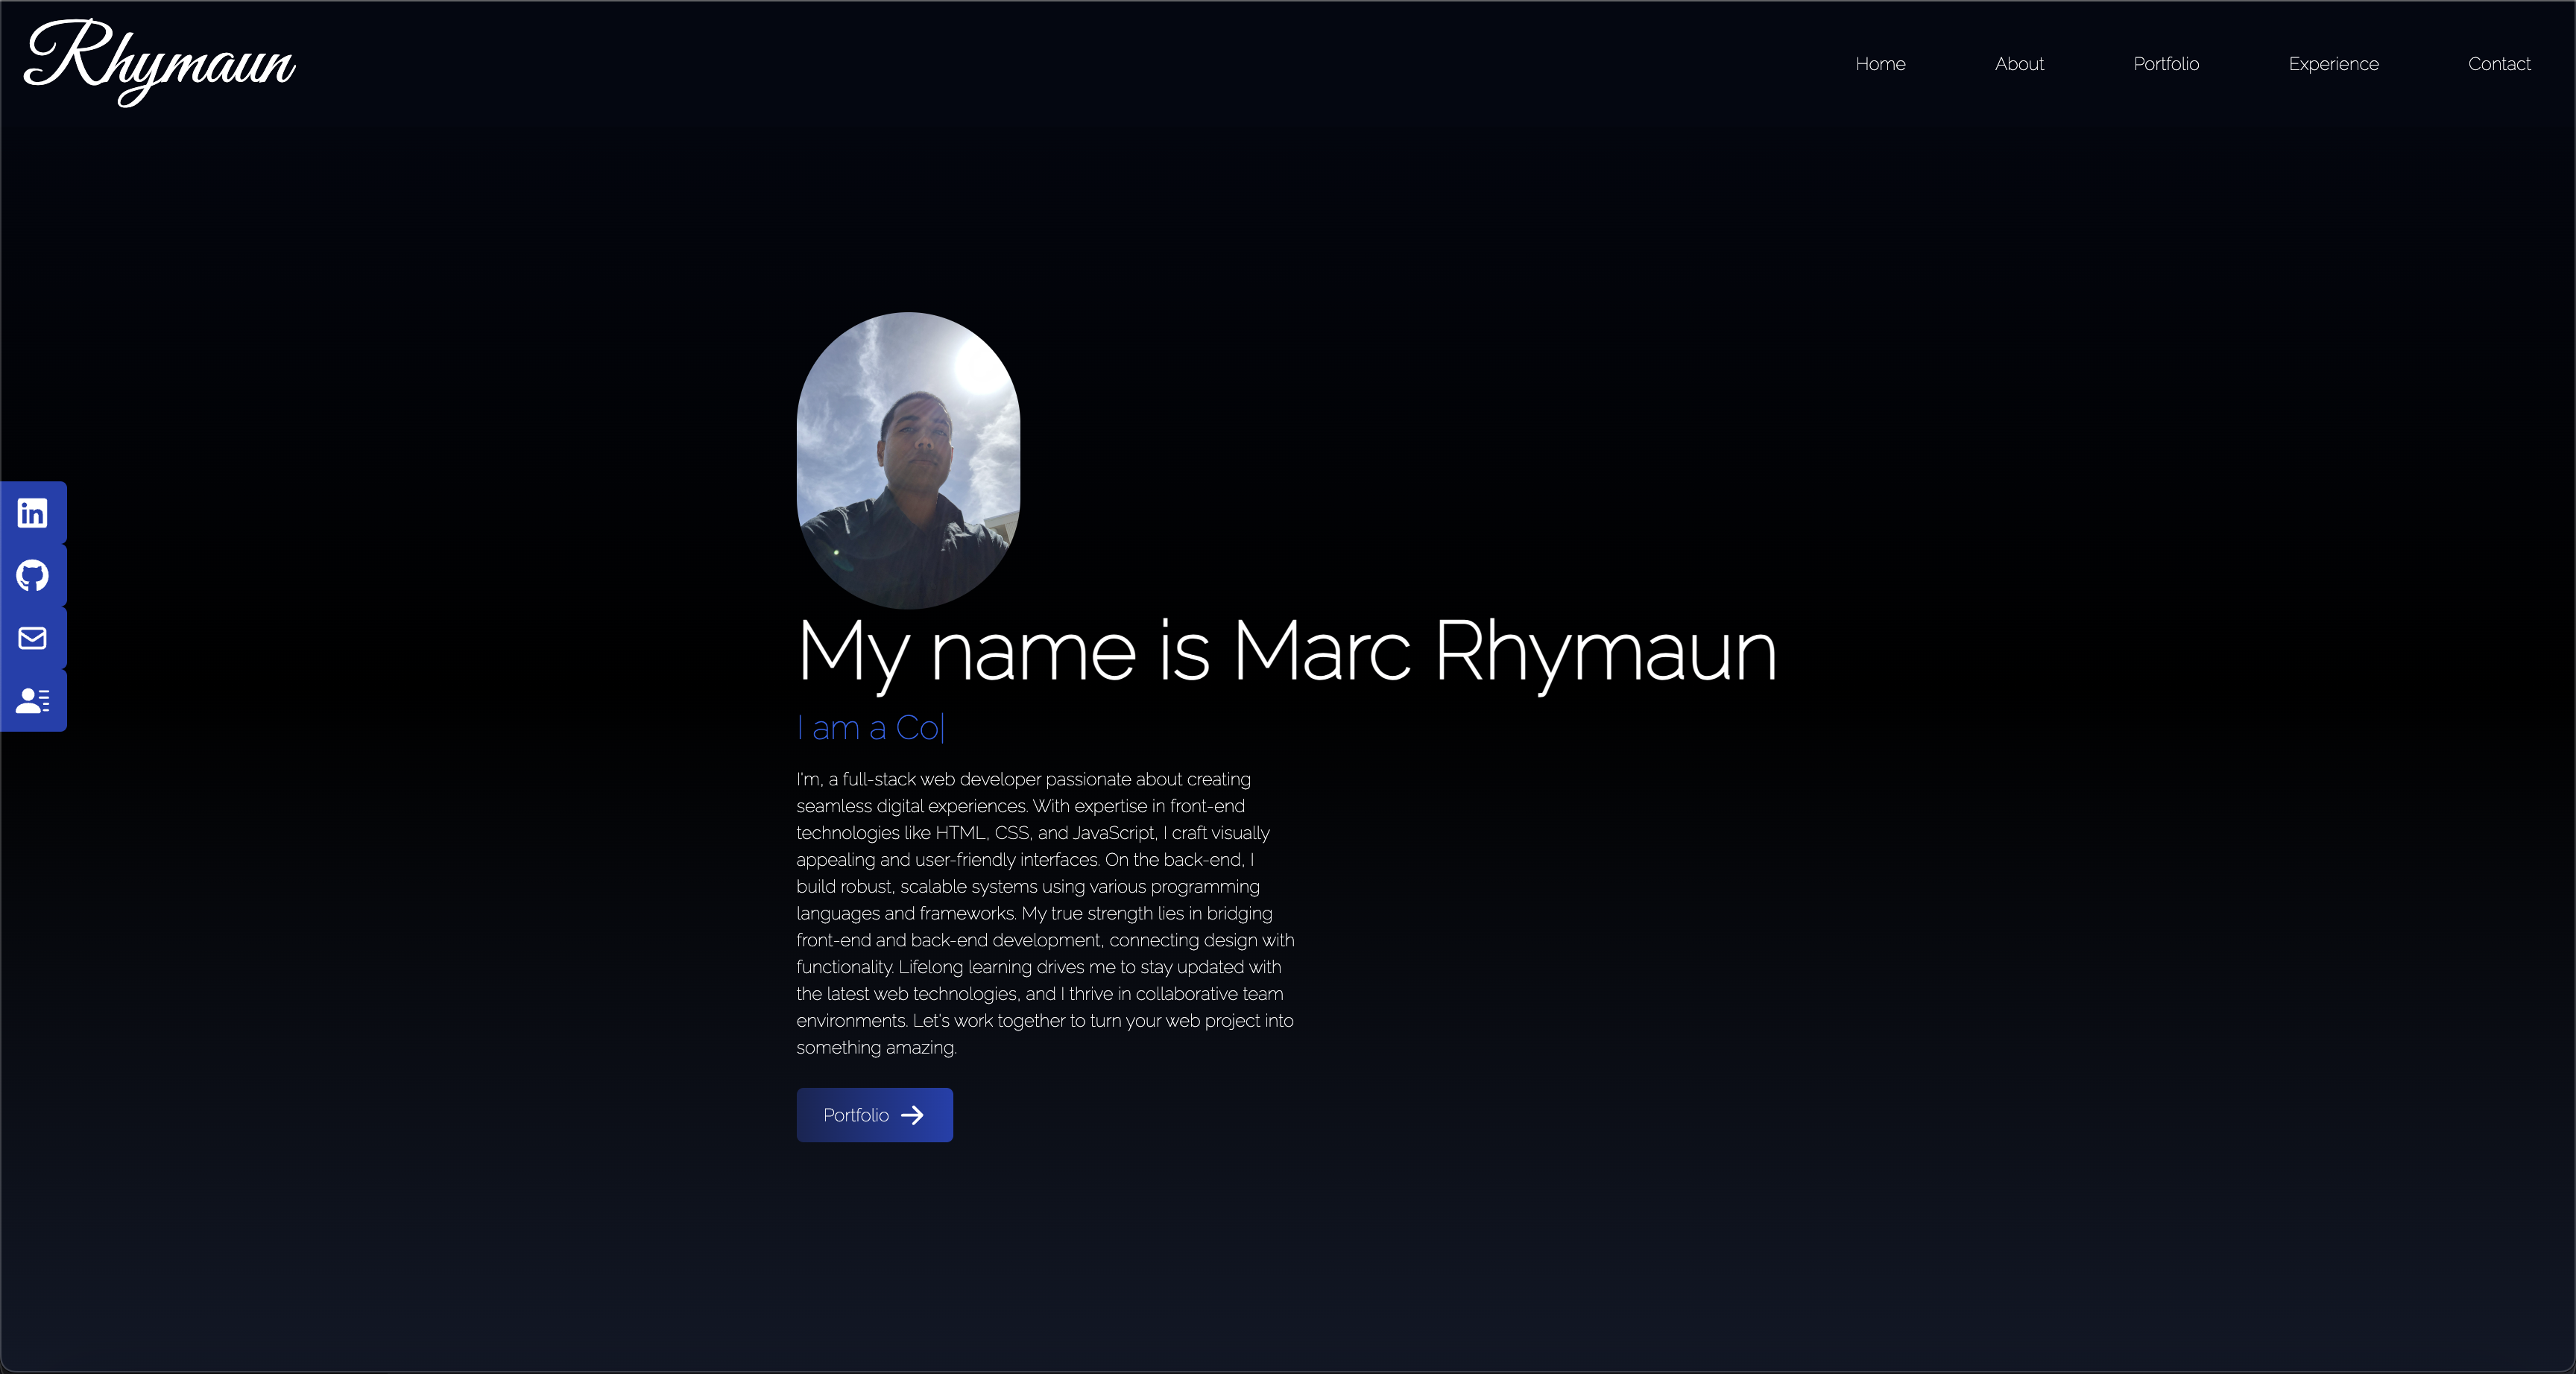 Rhymaun
Home About Portfolio Experience Contact
My name is Marc Rhymaun
I am a Co|
I'm, a full-stack web developer passionate about creating
seamless digital experiences. With expertise in front-end
technologies like HTML, CSS, and JavaScript, I craft visually
appealing and user-friendly interfaces. On the back-end, I
build robust, scalable systems using various programming
languages and frameworks. My true strength lies in bridging
front-end and back-end development, connecting design with
functionality. Lifelong learning drives me to stay updated with
the latest web technologies, and I thrive in collaborative team
environments. Let's work together to turn your web project into
something amazing.
Portfolio
in